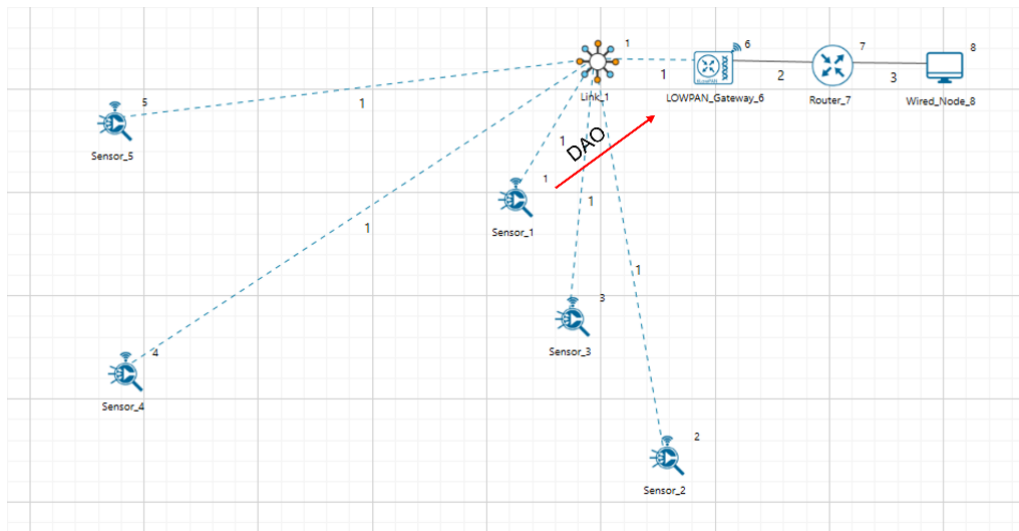 1
6
7
8
1
2
3
Link_1
LOWPAN_Gateway_6
Router_7
Wired_Node_8
5
1
Sensor_5
1
DAO
1
Sensor_1
1
1
1
3
Sensor_3
4
Sensor_4
2
Sensor_2